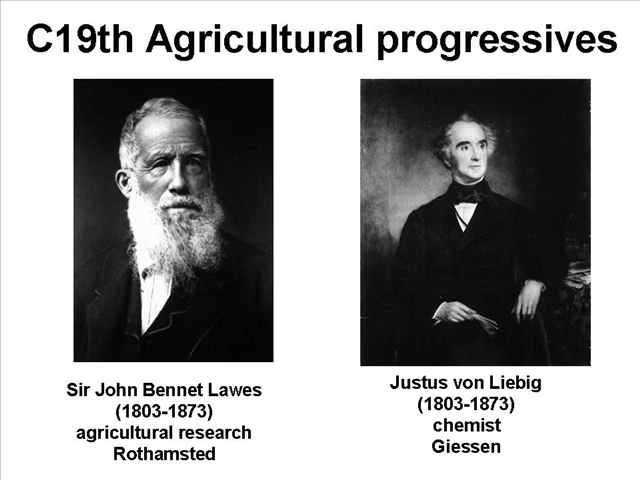 C19th Agricultural progressives
Sir John Bennet Lawes
(1803-1873)
agricultural research
Rothamsted
Justus von Liebig
(1803-1873)
chemist
Giessen